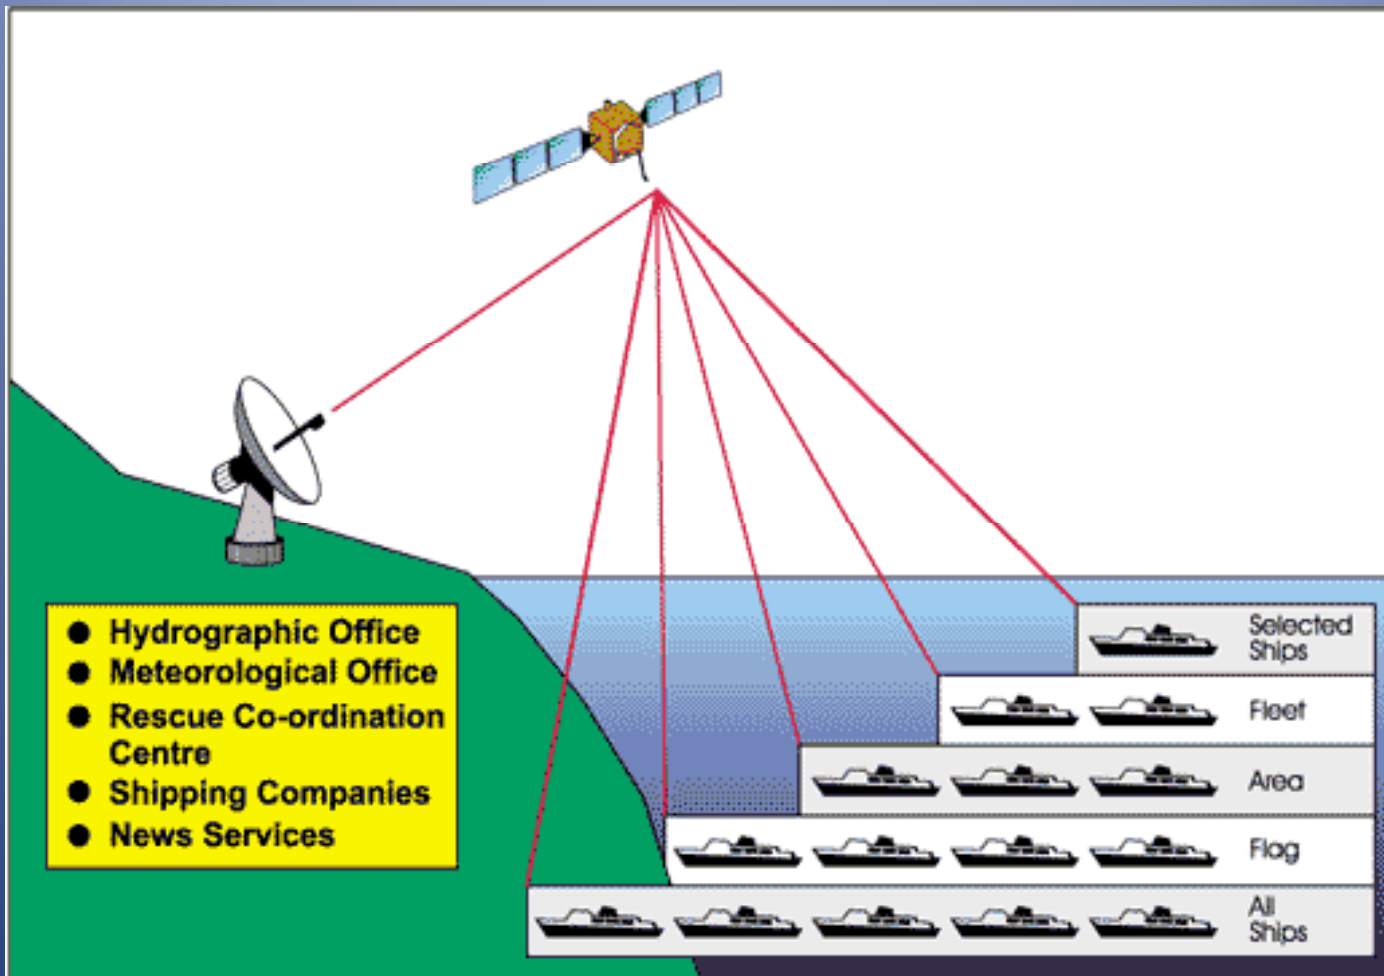 Hydrographic Office
Meteorological Office
Rescue Co-ordination
Centre
Shipping Companies
News Services
Selected
Ships
Fleet
Area
Flag
All
Ships